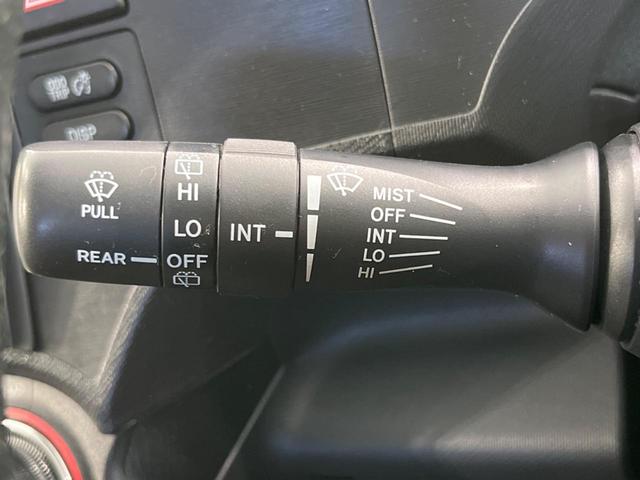 DISP
PULL
REAR
HI
LO
OFF
INT
MIST
OFF
INT
LO
HI